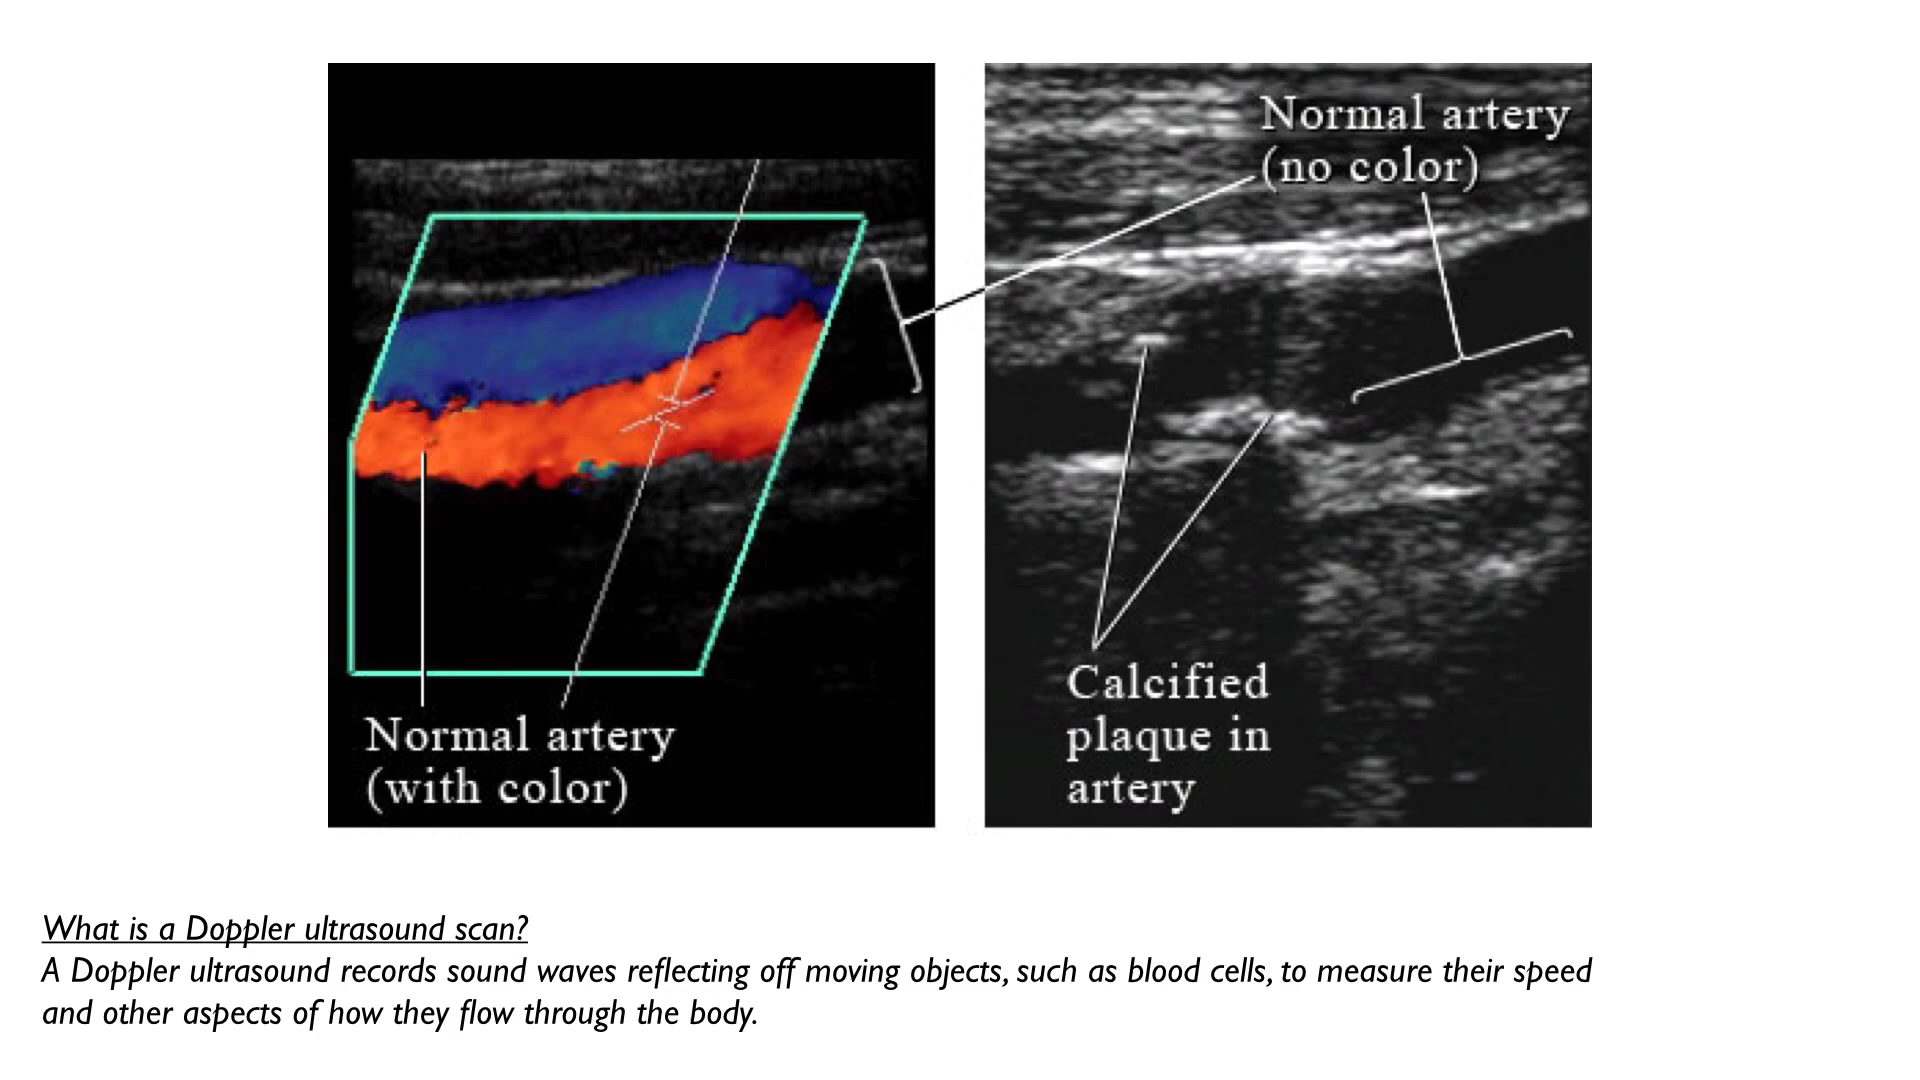 Normal artery
(no color)
Normal artery
(with color)
Calcified
plaque in
artery
What is a Doppler ultrasound scan?
A Doppler ultrasound records sound waves reflecting off moving objects, such as blood cells, to measure their speed
and other aspects of how they flow through the body.